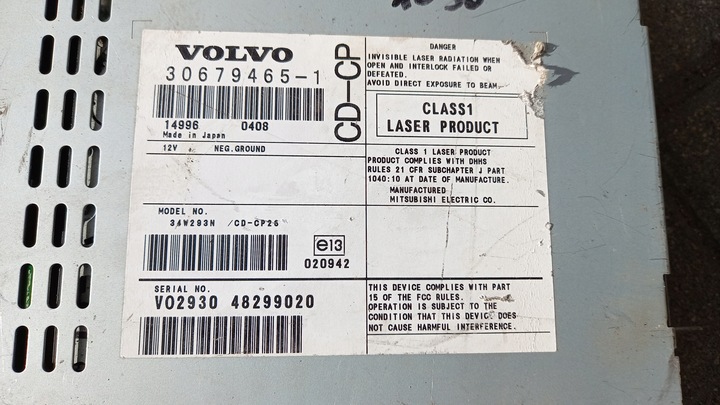 VOLVO
30679465-1
CD-CP
14996 0408
Made in Japan
12V NEG.GROUND
MODEL NO.
34W293N /CD-CP26
e13
020942
SERIAL NO.
VO2930 48299020
DANGER
INVISIBLE LASER RADIATION WHEN
OPEN AND INTERLOCK FAILED OR
DEFEATED.
AVOID DIRECT EXPOSURE TO BEAM
CLASS1
LASER PRODUCT
CLASS 1 LASER PRODUCT
PRODUCT COMPLIES WITH DHHS
RULES 21 CFR SUBCHAPTER J PART
1040:10 AT DATE OF MANUFACTURE.
MANUFACTURED
MITSUBISHI ELECTRIC CO.
THIS DEVICE COMPLIES WITH PART
15 OF THE FCC RULES.
OPERATION IS SUBJECT TO THE
CONDITION THAT THIS DEVICE DOES
NOT CAUSE HARMFUL INTERFERENCE.